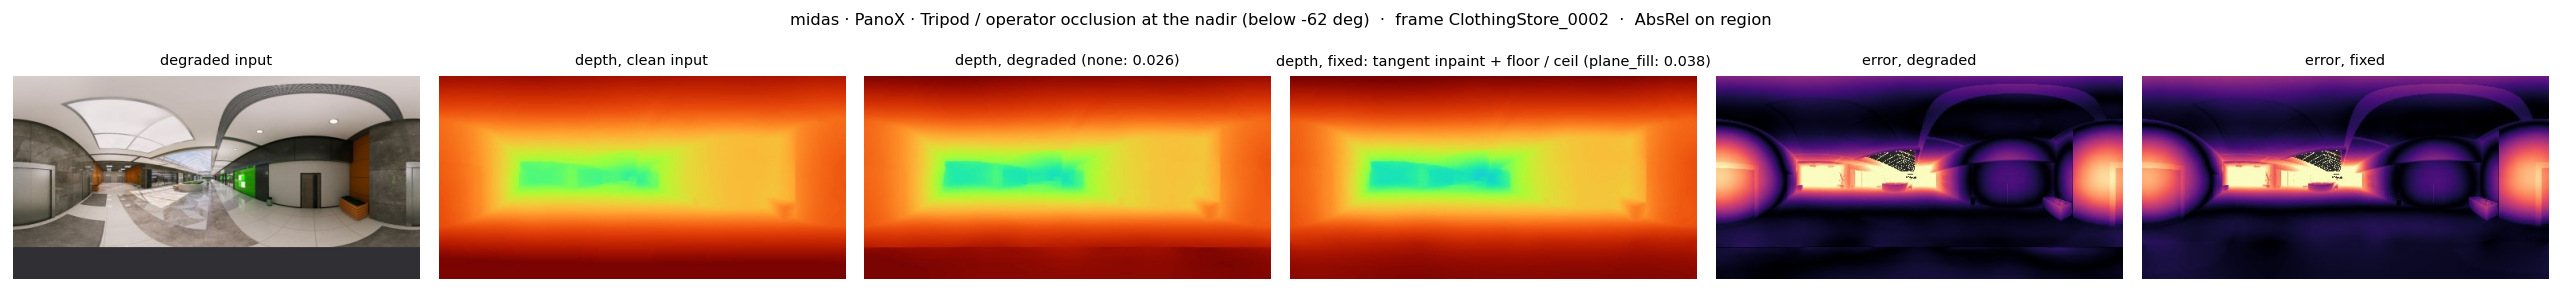 midas · PanoX · Tripod / operator occlusion at the nadir (below -62 deg) · frame ClothingStore_0002 · AbsRel on region
degraded input
depth, clean input
depth, degraded (none: 0.026)
depth, fixed: tangent inpaint + floor / ceil (plane_fill: 0.038)
error, degraded
error, fixed